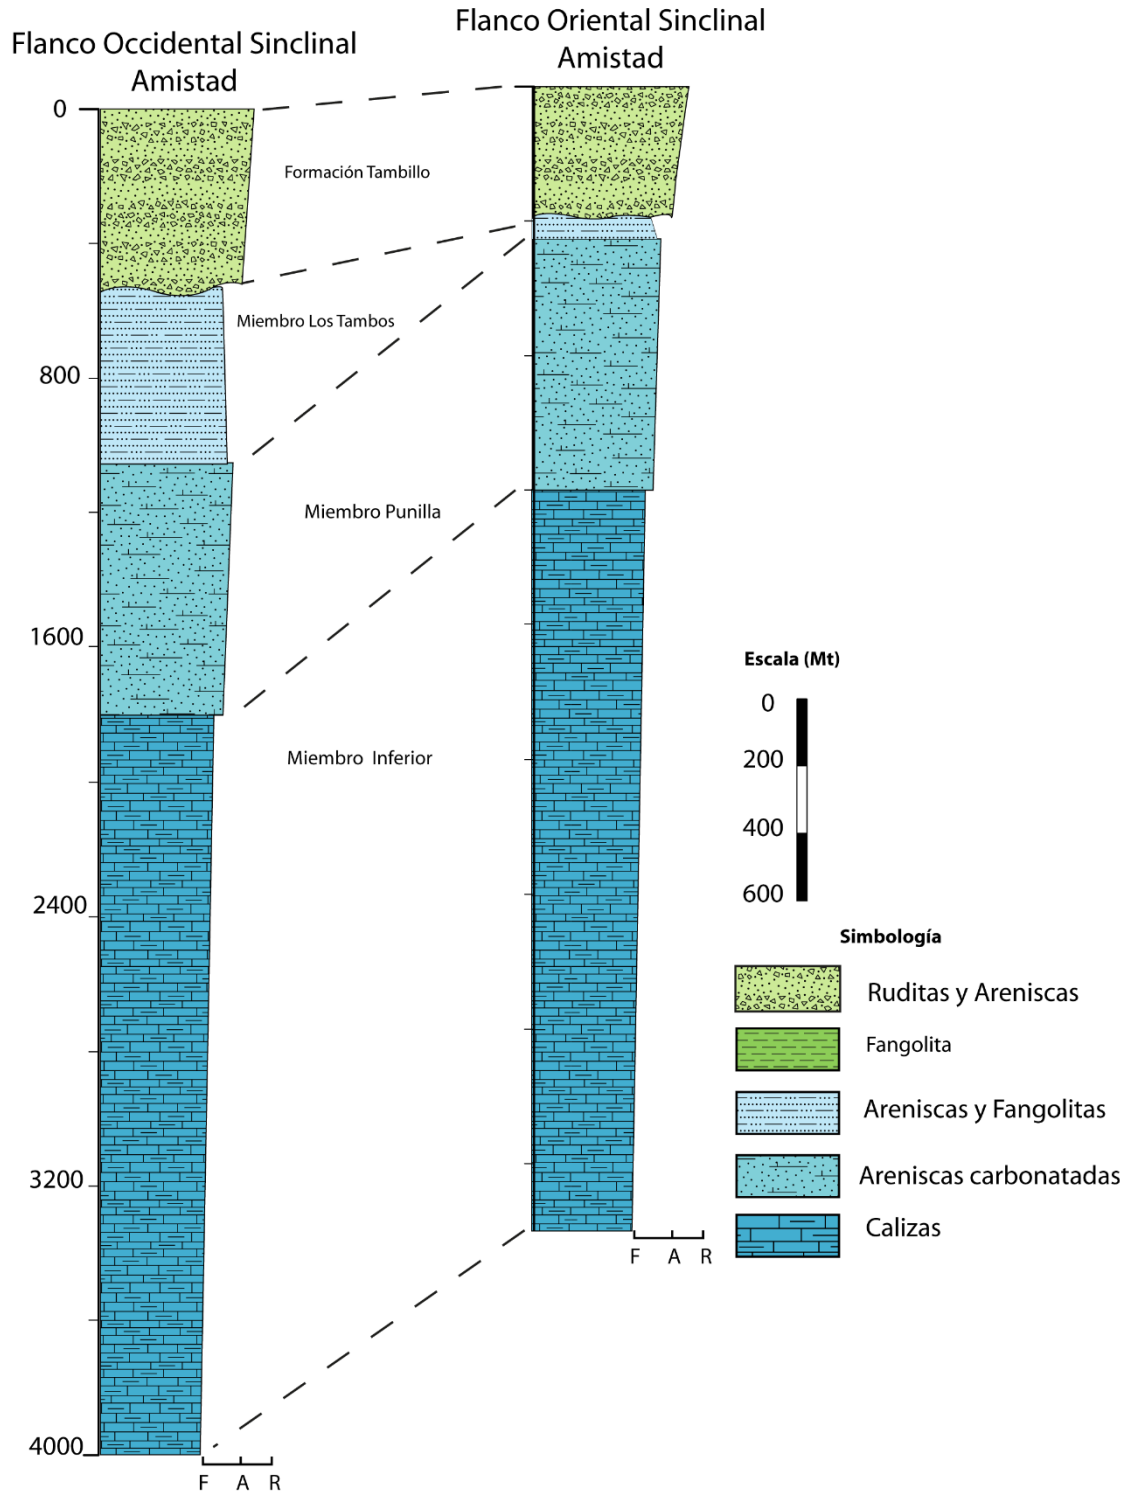 Flanco Occidental Sinclinal
Amistad
Flanco Oriental Sinclinal
Amistad
0
800
1600
2400
3200
4000
Formación Tambillo
Miembro Los Tambos
Miembro Punilla
Miembro Inferior
F A R
F A R
Escala (Mt)
0
200
400
600
Simbología
Ruditas y Areniscas
Fangolita
Areniscas y Fangolitas
Areniscas carbonatadas
Calizas